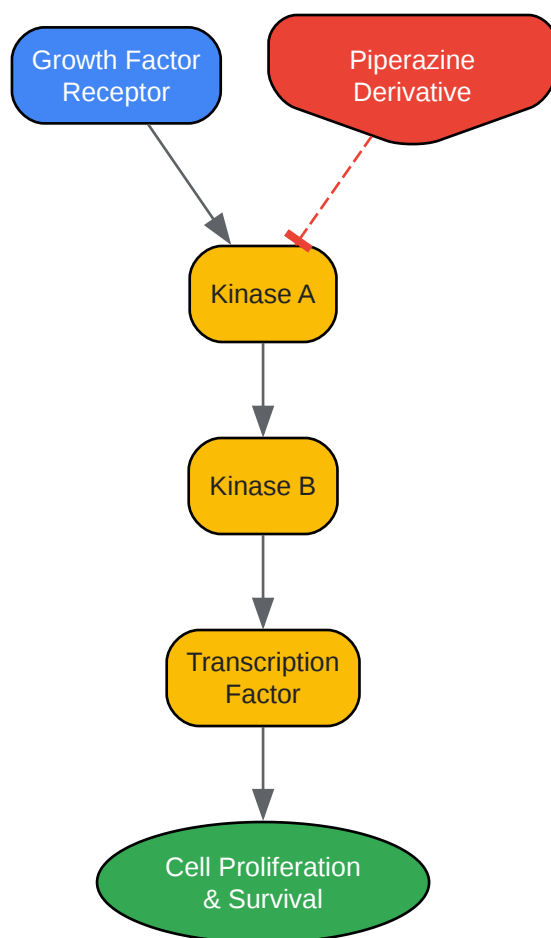 Growth Factor
Receptor
Piperazine
Derivative
Kinase A
Kinase B
Transcription
Factor
Cell Proliferation
& Survival